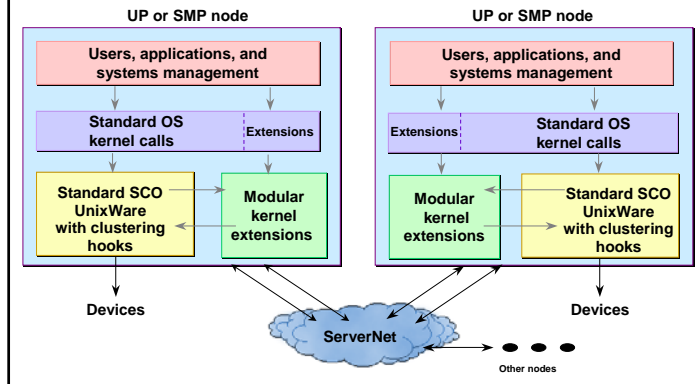 UP or SMP node
Users, applications, and
systems management
Standard OS
kernel calls
Extensions
Standard SCO
UnixWare
with clustering
hooks
Modular
kernel
extensions
Devices
UP or SMP node
Users, applications, and
systems management
Extensions
Standard OS
kernel calls
Modular
kernel
extensions
Standard SCO
UnixWare
with clustering
hooks
Devices
ServerNet
Other nodes